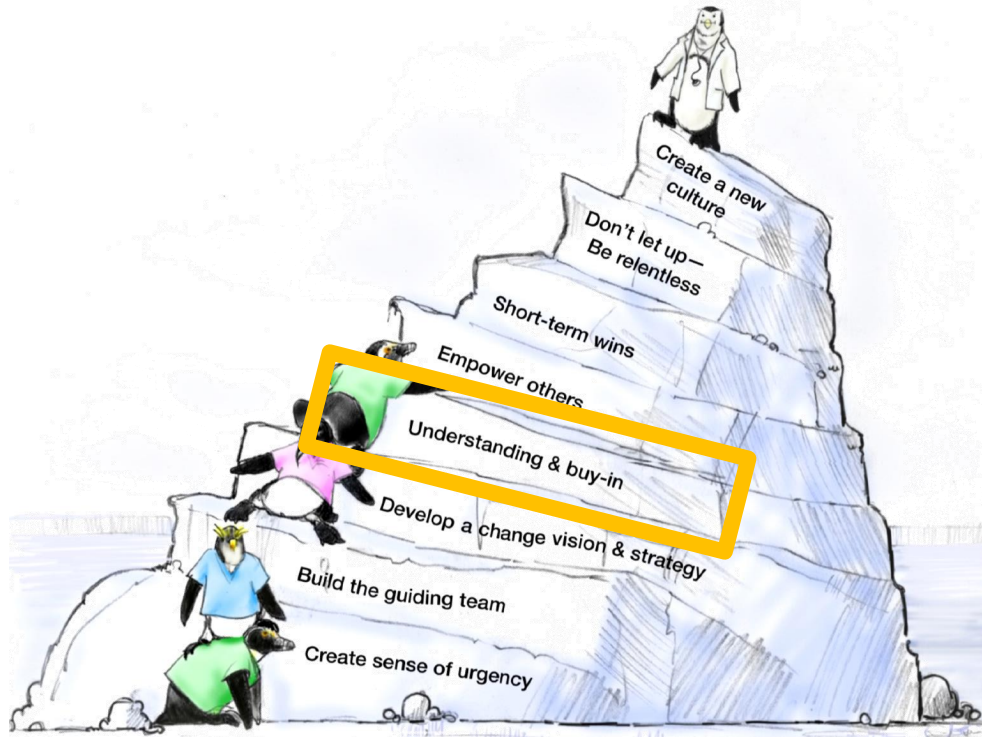 Create a new
culture
Don't let up—
Be relentless
Short-term wins
Empower others
Understanding & buy-in
Develop a change vision & strategy
Build the guiding team
Create sense of urgency